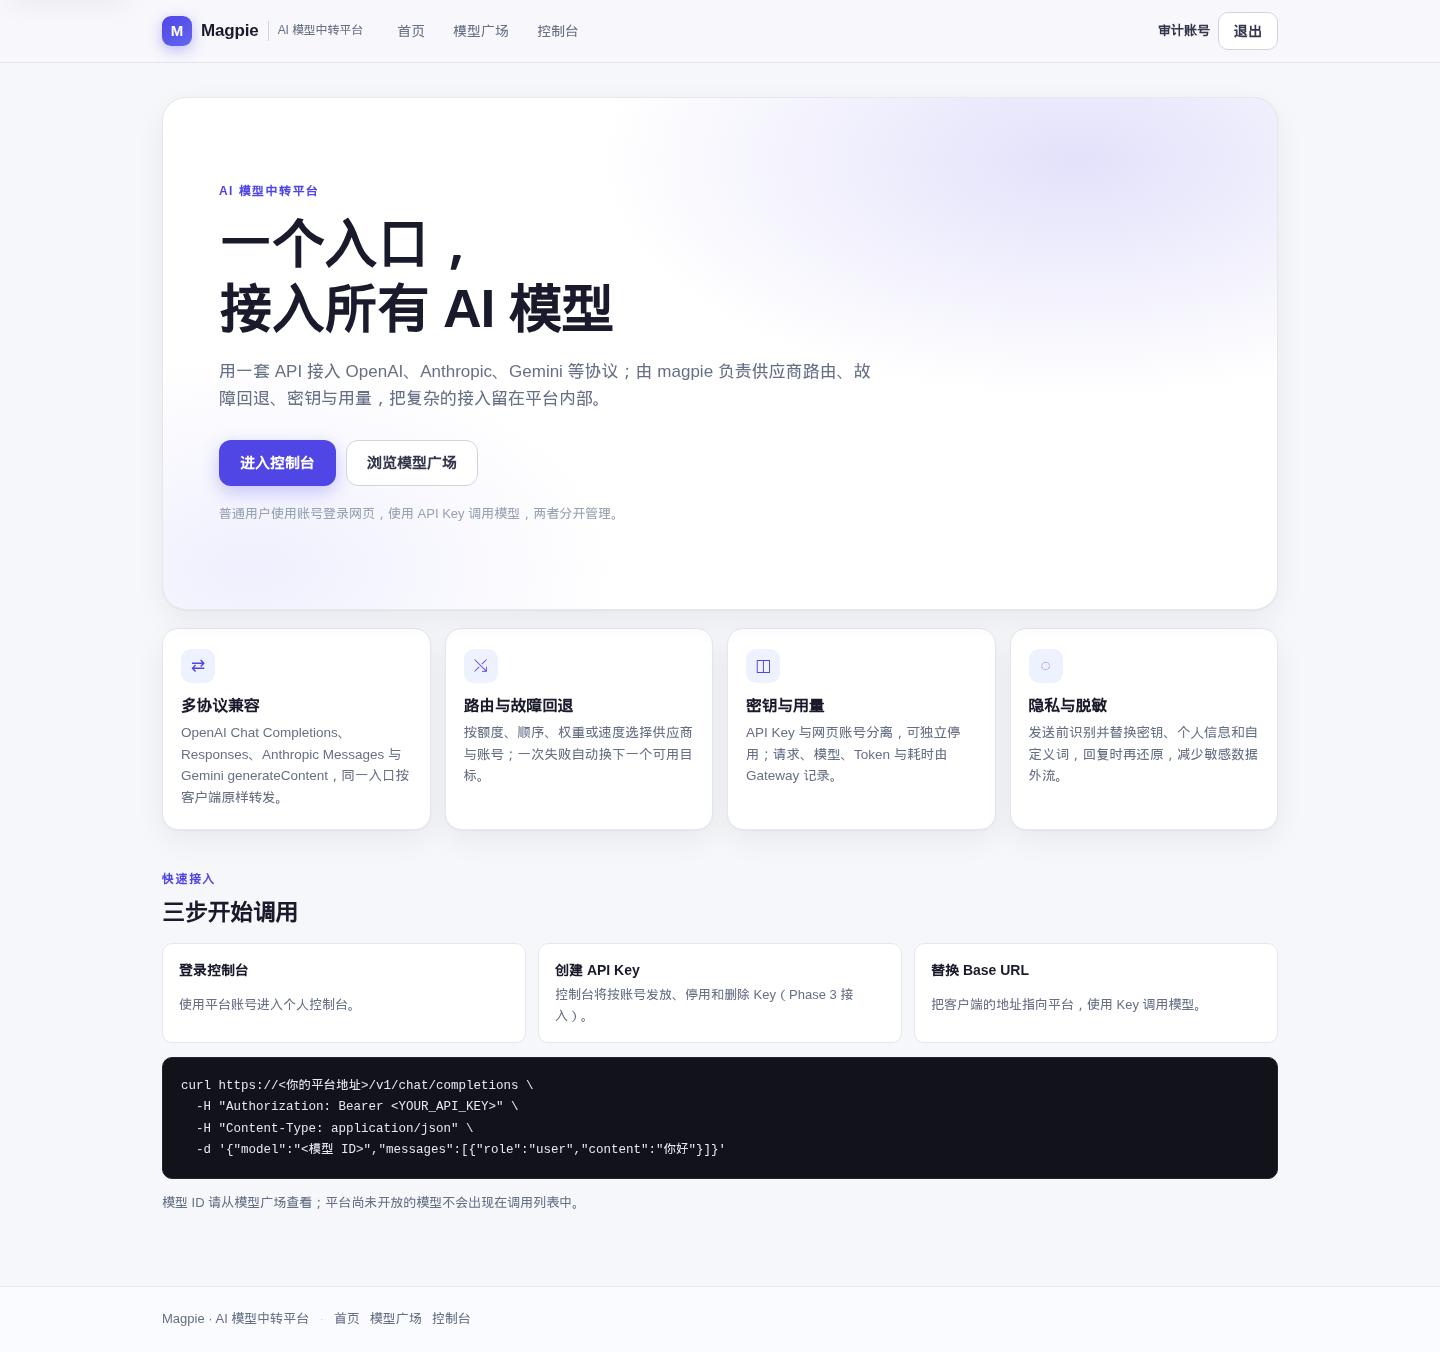 M Magpie AI 模型中转平台 首页 模型广场 控制台 审计账号 退出
AI 模型中转平台
一个入口，
接入所有 AI 模型
用一套 API 接入 OpenAI、Anthropic、Gemini 等协议；由 magpie 负责供应商路由、故
障回退、密钥与用量，把复杂的接入留在平台内部。
进入控制台 浏览模型广场
普通用户使用账号登录网页，使用 API Key 调用模型，两者分开管理。
多协议兼容
OpenAI Chat Completions、
Responses、Anthropic Messages 与
Gemini generateContent，同一入口按
客户端原样转发。
路由与故障回退
按额度、顺序、权重或速度选择供应商
与账号；一次失败自动换下一个可用目
标。
密钥与用量
API Key 与网页账号分离，可独立停
用；请求、模型、Token 与耗时由
Gateway 记录。
隐私与脱敏
发送前识别并替换密钥、个人信息和自
定义词，回复时再还原，减少敏感数据
外流。
快速接入
三步开始调用
登录控制台
使用平台账号进入个人控制台。
创建 API Key
控制台将按账号发放、停用和删除 Key（Phase 3 接
入）。
替换 Base URL
把客户端的地址指向平台，使用 Key 调用模型。
curl https://<你的平台地址>/v1/chat/completions \
  -H "Authorization: Bearer <YOUR_API_KEY>" \
  -H "Content-Type: application/json" \
  -d '{"model":"<模型 ID>","messages":[{"role":"user","content":"你好"}]}'
模型 ID 请从模型广场查看；平台尚未开放的模型不会出现在调用列表中。
Magpie · AI 模型中转平台 · 首页 模型广场 控制台